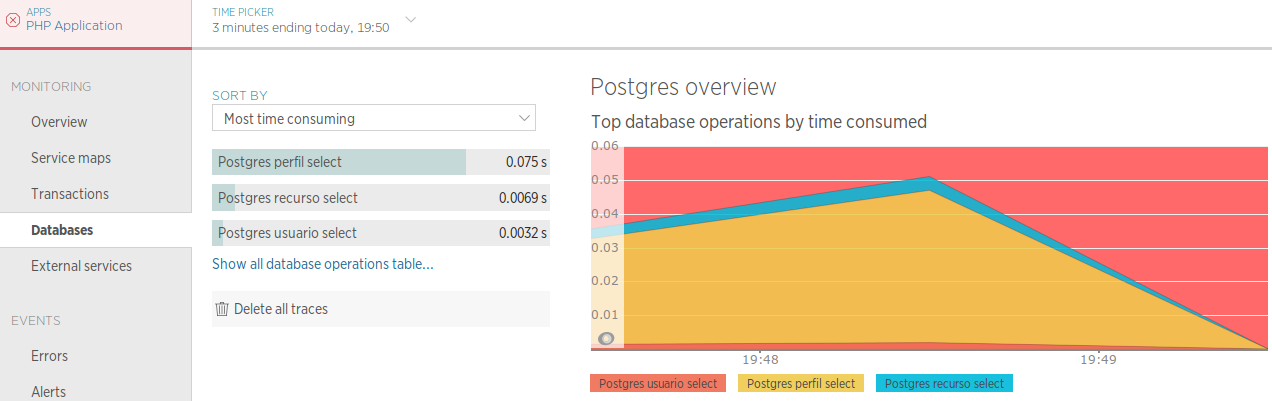 APPS
PHP Application
TIME PICKER
3 minutes ending today, 19:50
MONITORING
Overview
Service maps
Transactions
Databases
External services
EVENTS
Errors
Alerts
SORT BY
Most time consuming
Postgres perfil select 0.075 s
Postgres recurso select 0.0069 s
Postgres usuario select 0.0032 s
Show all database operations table...
Delete all traces
Postgres overview
Top database operations by time consumed
0.06
0.05
0.04
0.03
0.02
0.01
19:48 19:49
Postgres usuario select Postgres perfil select Postgres recurso select